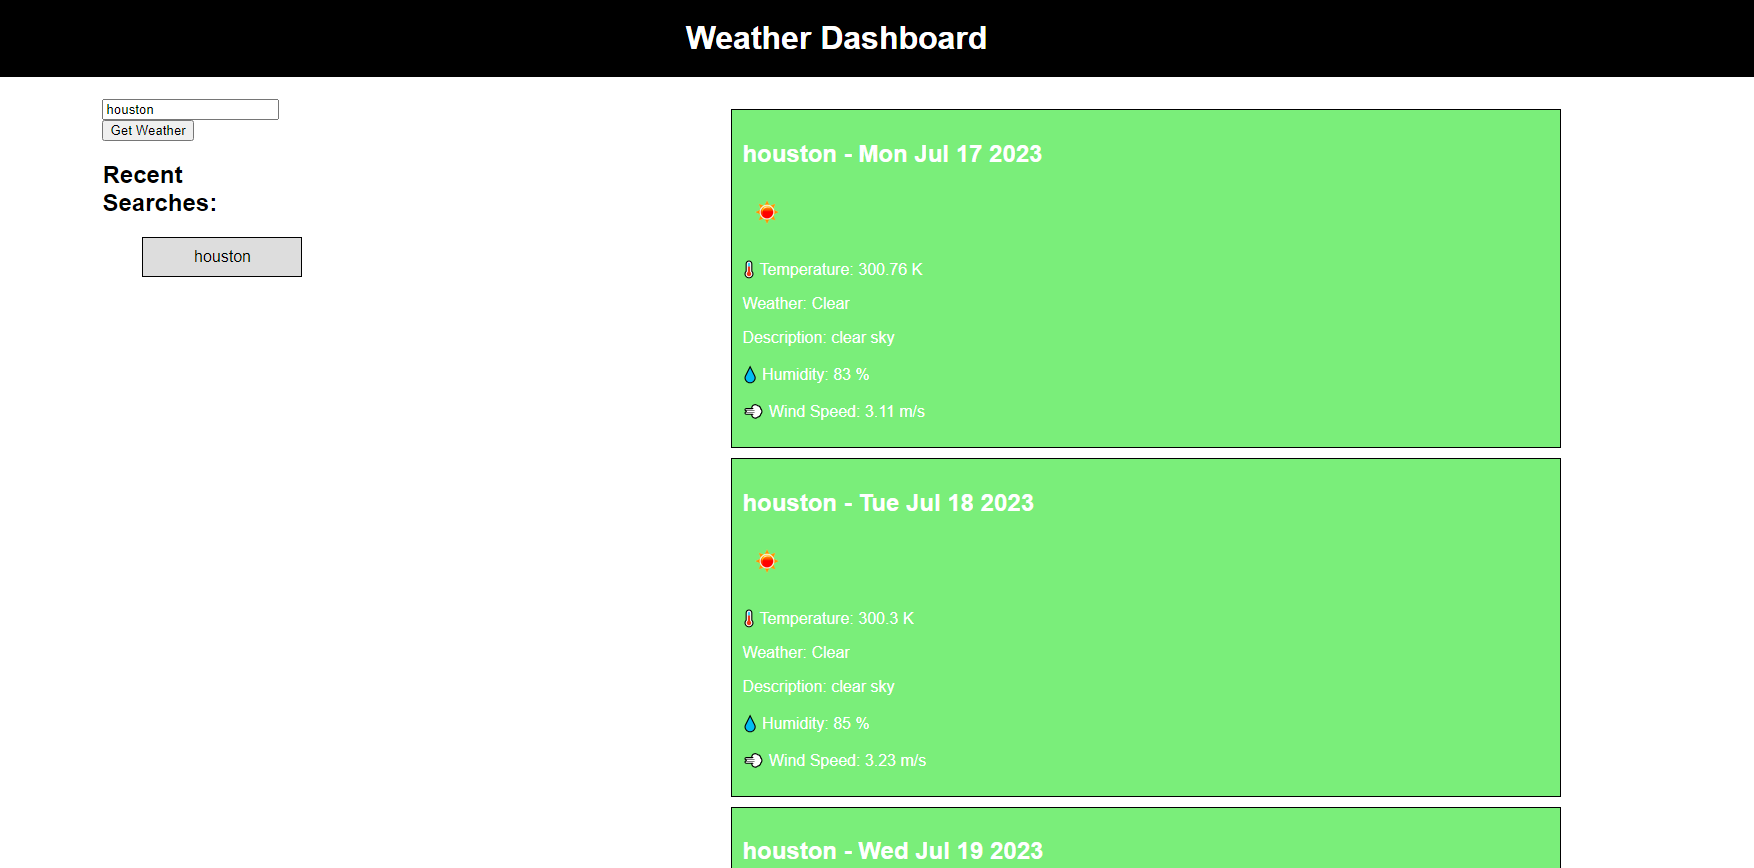 Weather Dashboard
houston
Get Weather
Recent
Searches:
houston
houston - Mon Jul 17 2023
Temperature: 300.76 K
Weather: Clear
Description: clear sky
Humidity: 83 %
Wind Speed: 3.11 m/s
houston - Tue Jul 18 2023
Temperature: 300.3 K
Weather: Clear
Description: clear sky
Humidity: 85 %
Wind Speed: 3.23 m/s
houston - Wed Jul 19 2023